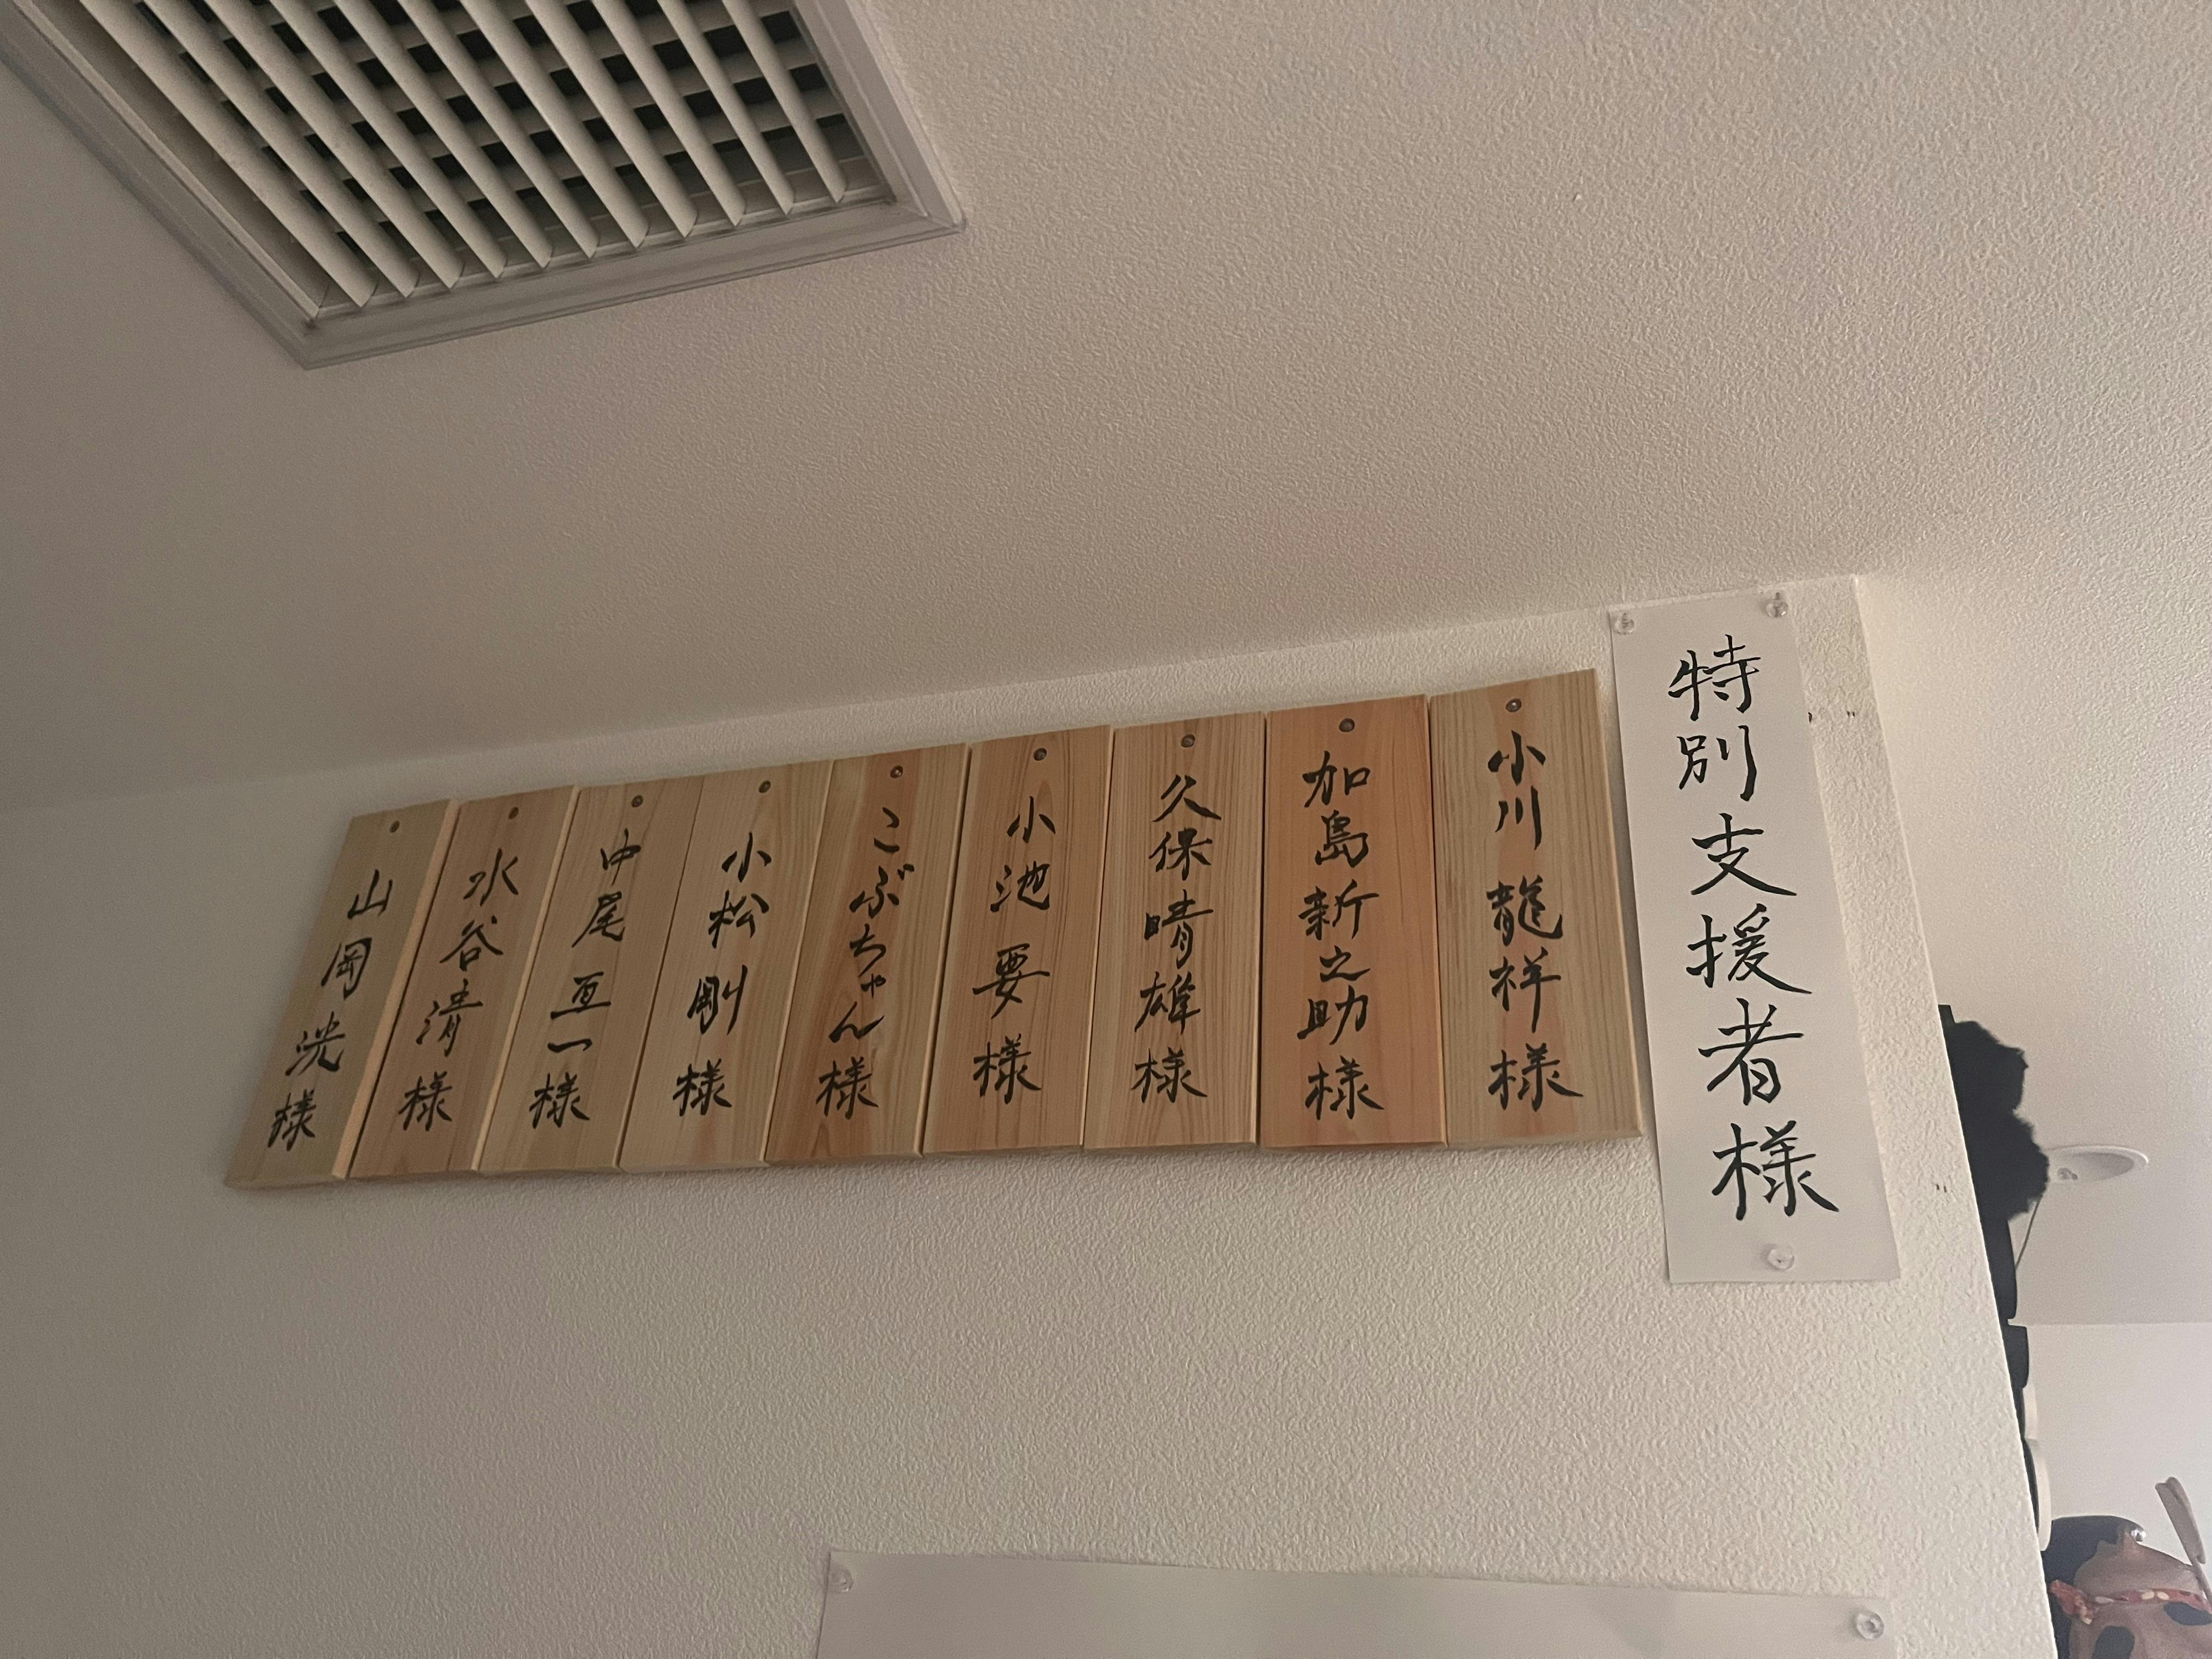 特別支援者様
小川龍祥様
加島新之助様
久保晴雄様
小池要様
こぶちゃん様
小松剛様
中尾亘一様
水谷清様
山岡洸様